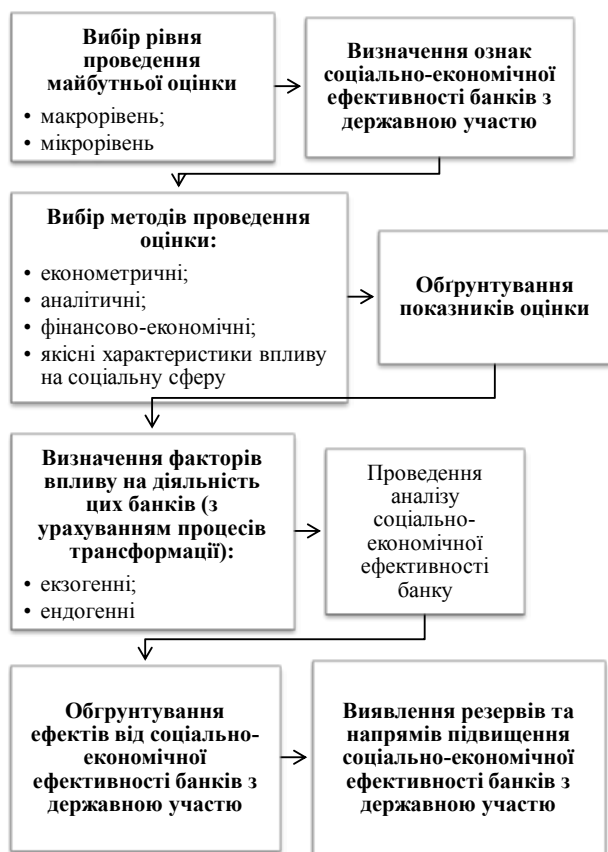 Вибір рівня
проведення
майбутньої оцінки
• макрорівень;
• мікрорівень
Визначення ознак
соціально-економічної
ефективності банків з
державною участю
Вибір методів проведення
оцінки:
• економетричні;
• аналітичні;
• фінансово-економічні;
• якісні характеристики впливу
на соціальну сферу
Обґрунтування
показників оцінки
Визначення факторів
впливу на діяльність
цих банків (з
урахуванням процесів
трансформації):
• екзогенні;
• ендогенні
Проведення
аналізу
соціально-
економічної
ефективності
банку
Обгрунтування
ефектів від соціально-
економічної
ефективності банків з
державною участю
Виявлення резервів та
напрямів підвищення
соціально-економічної
ефективності банків з
державною участю